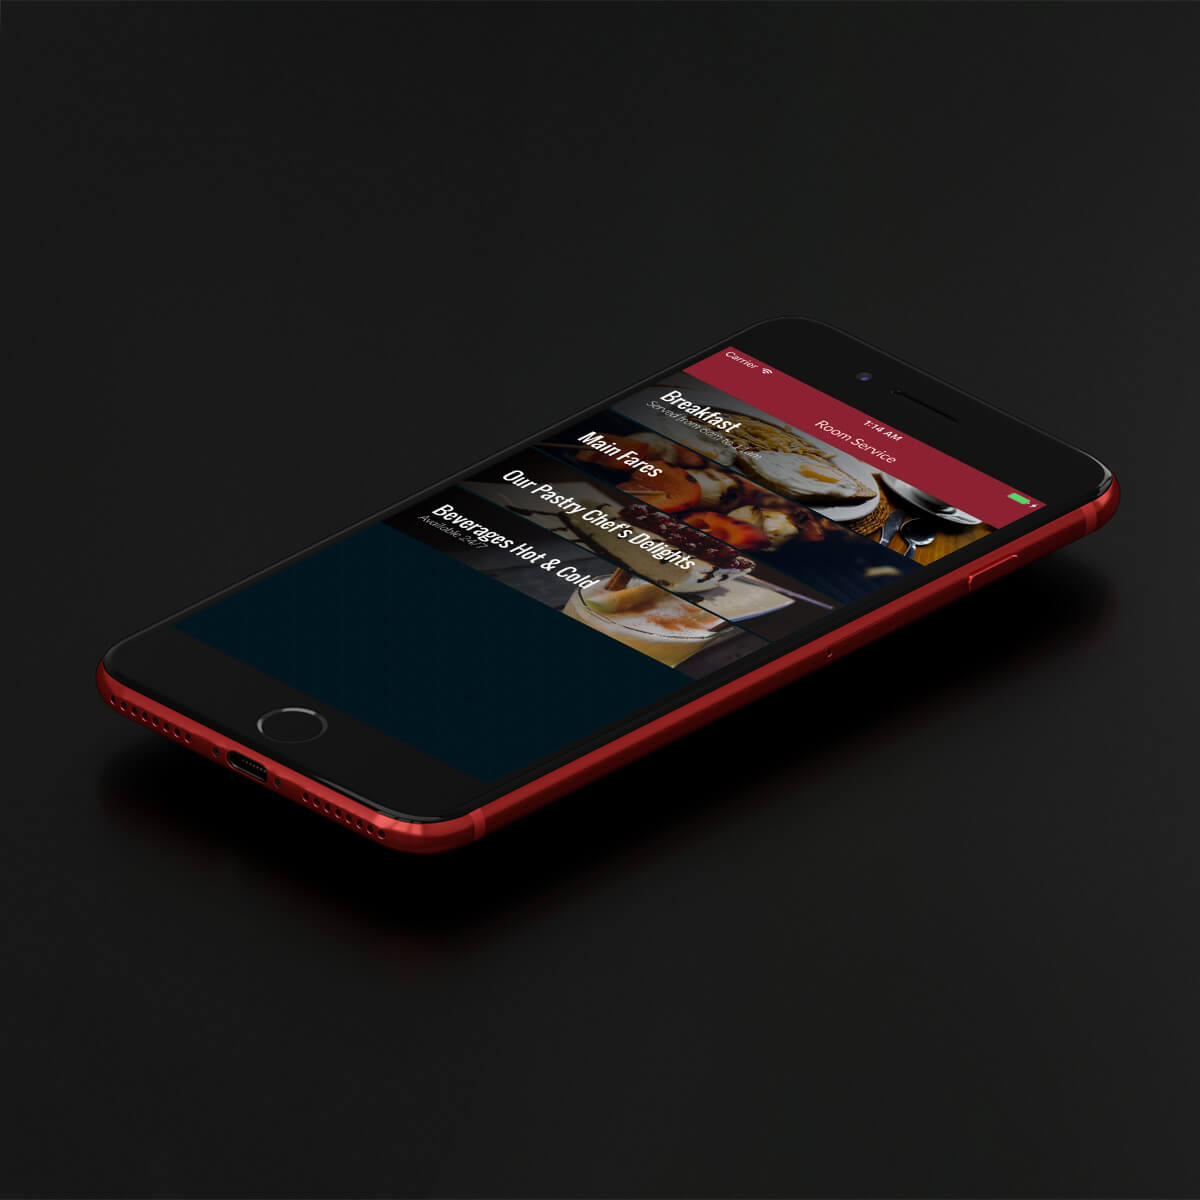 Carrier
1:14 AM
Room Service
Breakfast
Served from 6am to 11am
Main Fares
Our Pastry Chef's Delights
Beverages Hot & Cold
Available 24/7